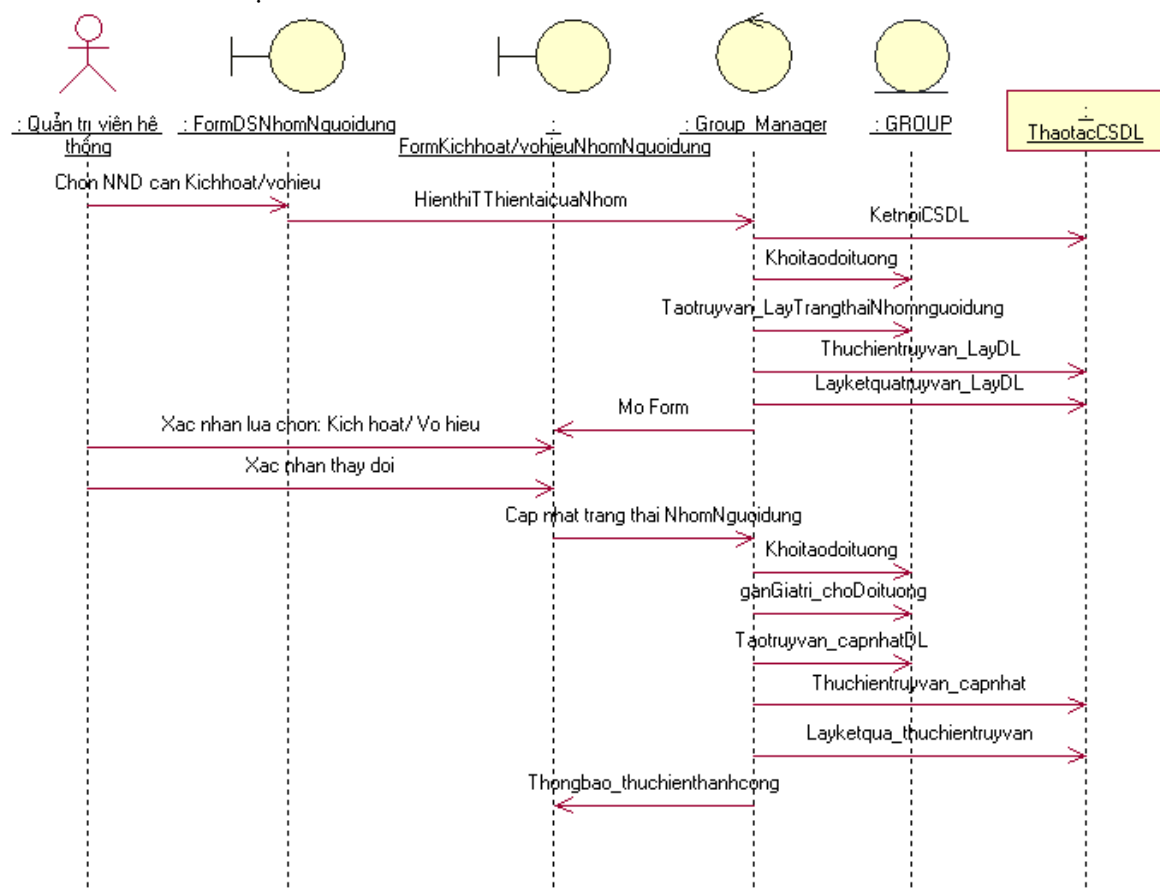 : Quản trị viên hệ thống
: FormDSNhomNguoidung
: FormKichhoat/vohieuNhomNguoidung
: Group_Manager
: GROUP
: ThaotacCSDL
Chon NND can Kichhoat/vohieu
HienthiTThientaicuaNhom
KetnoiCSDL
Khoitaodoituong
Taotruyvan_LayTrangthaiNhomnguoidung
Thuchientruyvan_LayDL
Layketquatruyvan_LayDL
Mo Form
Xac nhan lua chon: Kich hoat/ Vo hieu
Xac nhan thay doi
Cap nhat trang thai NhomNguoidung
Khoitaodoituong
ganGiatri_choDoituong
Taotruyvan_capnhatDL
Thuchientruyvan_capnhat
Layketqua_thuchientruyvan
Thongbao_thuchienthanhcong